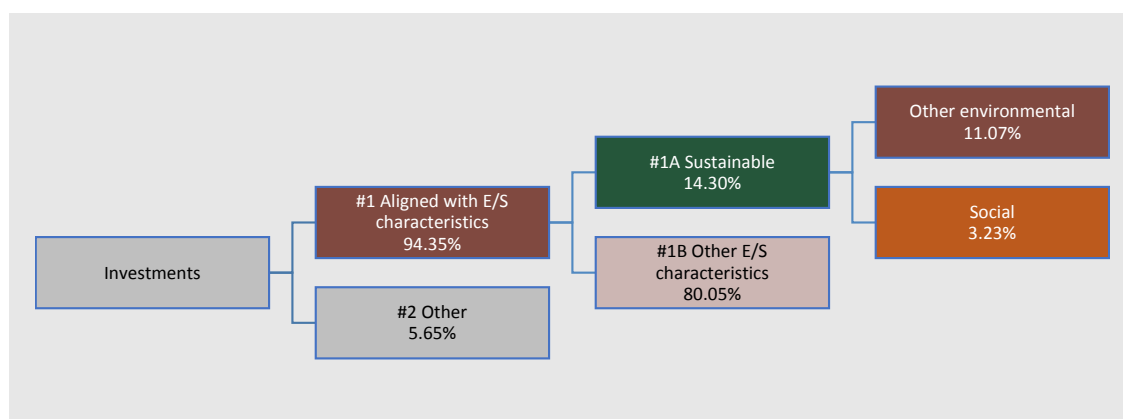 Investments
#1 Aligned with E/S
characteristics
94.35%
#2 Other
5.65%
#1A Sustainable
14.30%
#1B Other E/S
characteristics
80.05%
Other environmental
11.07%
Social
3.23%